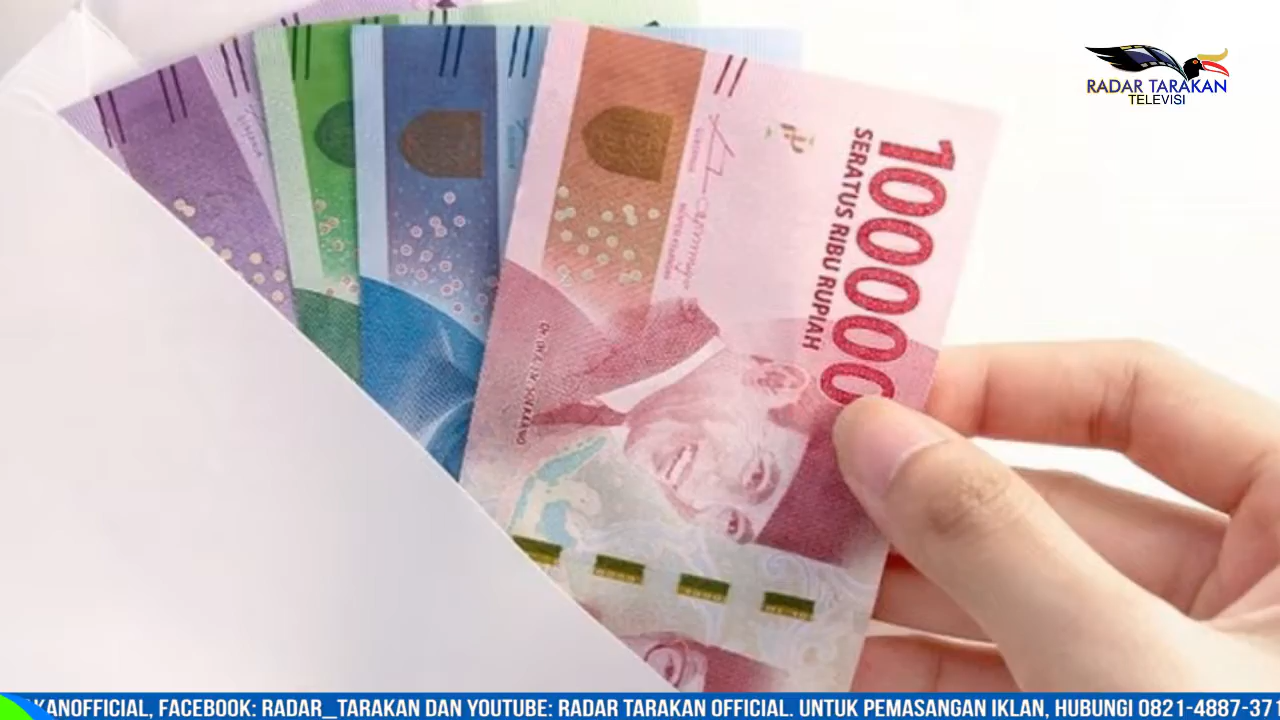 RADAR TARAKAN
TELEVISI
100000
SERATUS RIBU RUPIAH
KANOFFICIAL, FACEBOOK: RADAR_TARAKAN DAN YOUTUBE: RADAR TARAKAN OFFICIAL. UNTUK PEMASANGAN IKLAN, HUBUNGI 0821-4887-371